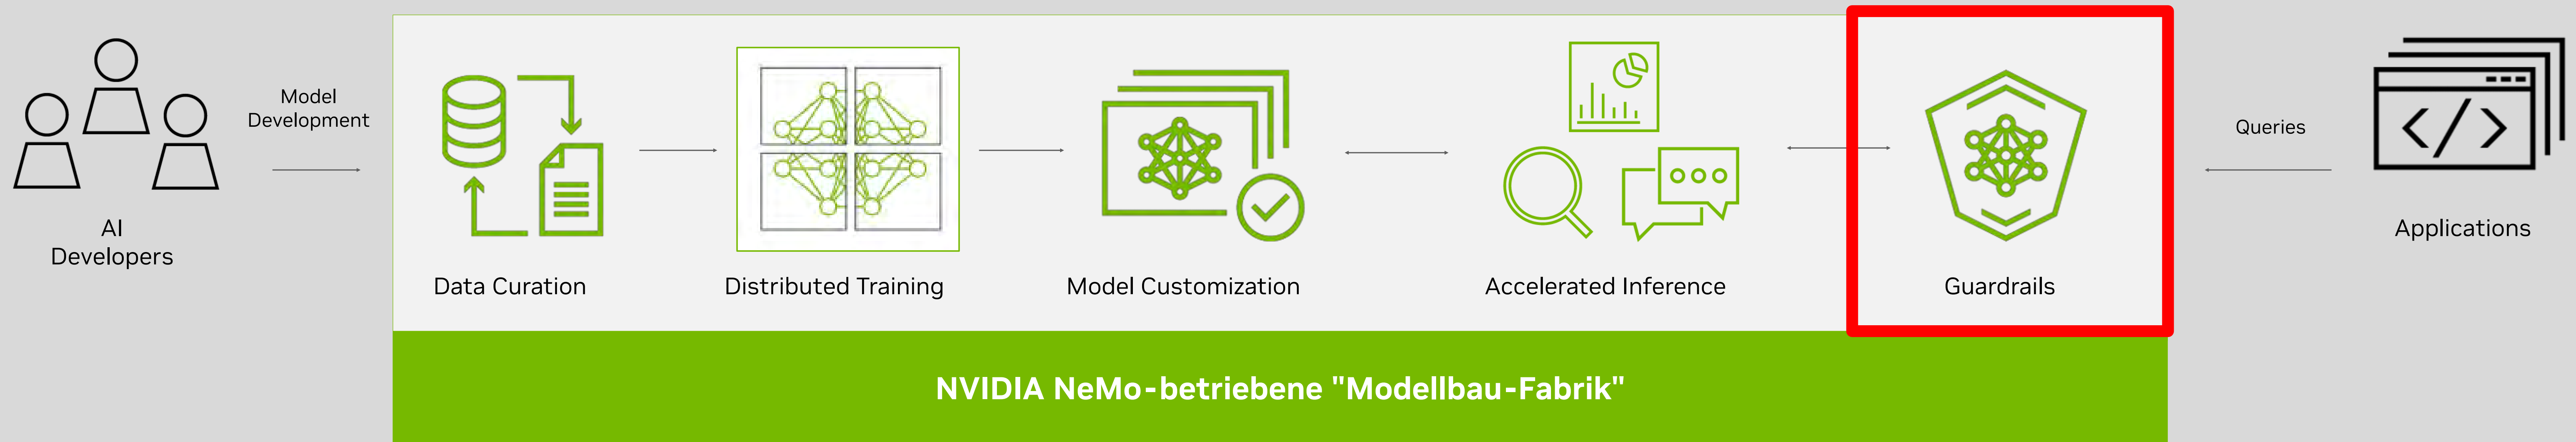 AI
Developers
Model
Development
Data Curation
Distributed Training
Model Customization
Accelerated Inference
Guardrails
Queries
Applications
NVIDIA NeMo-betriebene "Modellbau-Fabrik"